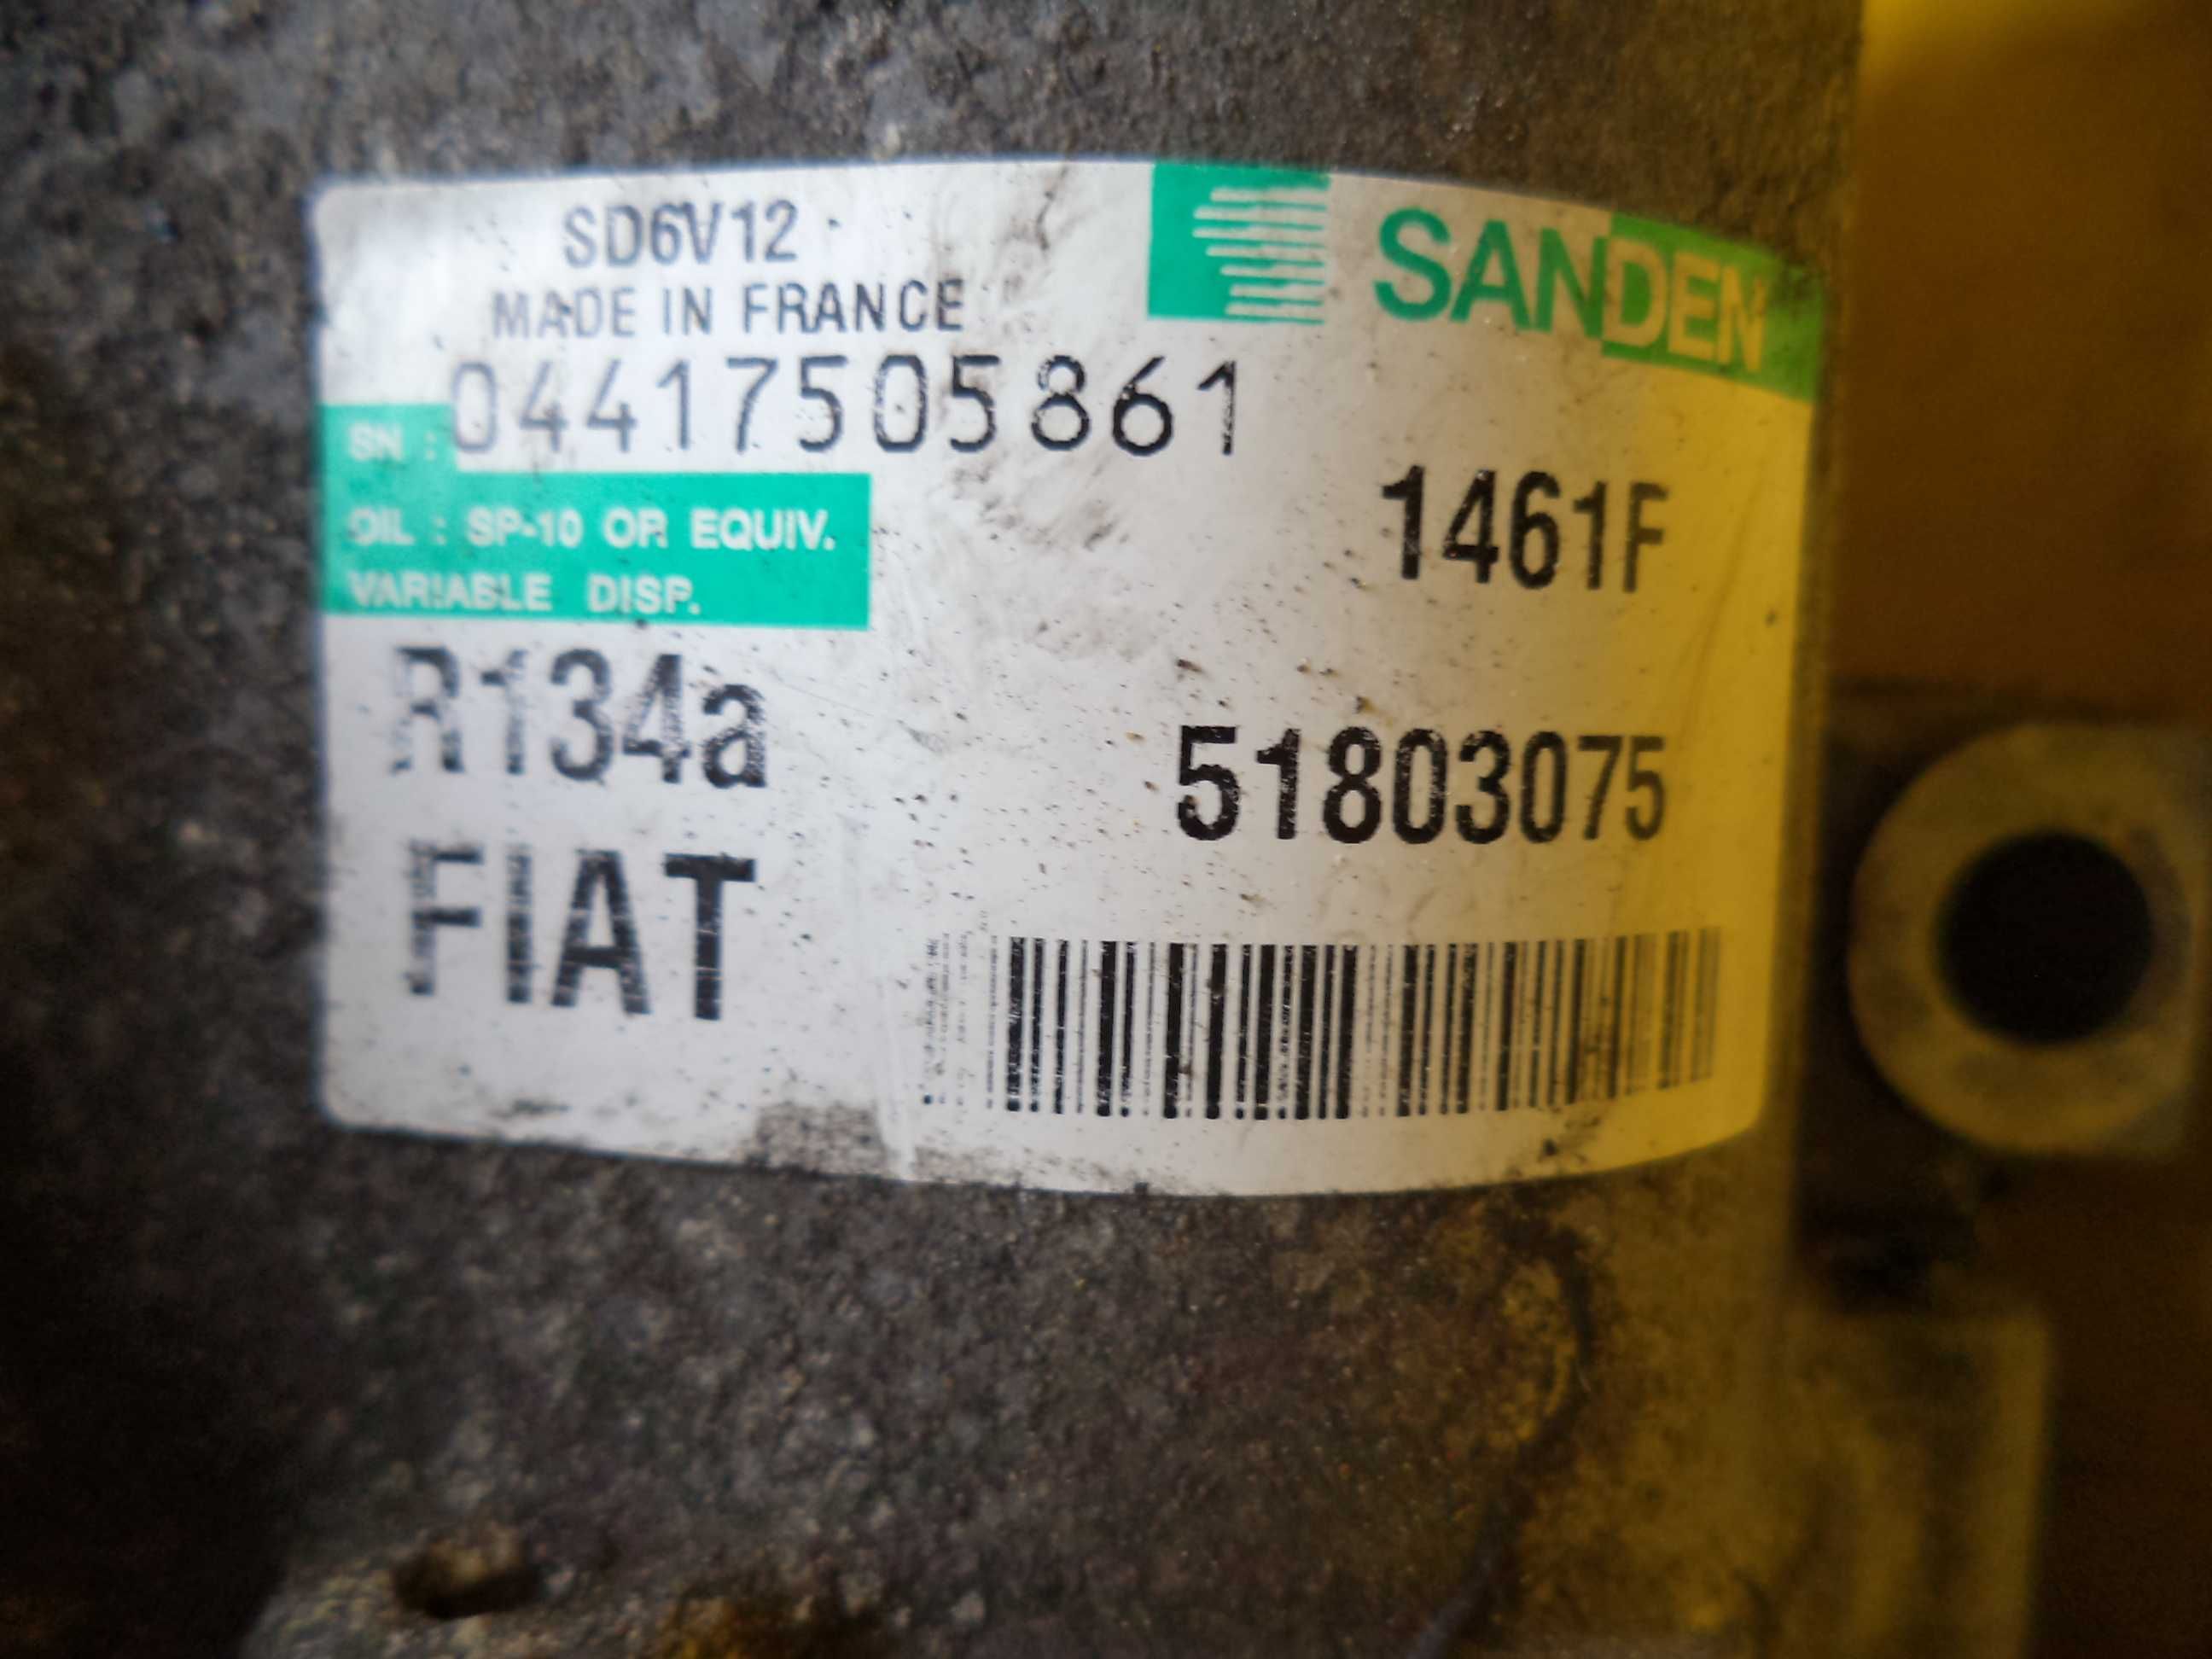 SD6V12
MADE IN FRANCE
SANDEN
SN : 04417505861
OIL : SP-10 OR EQUIV.
VARIABLE DISP.
1461F
R134a
51803075
FIAT